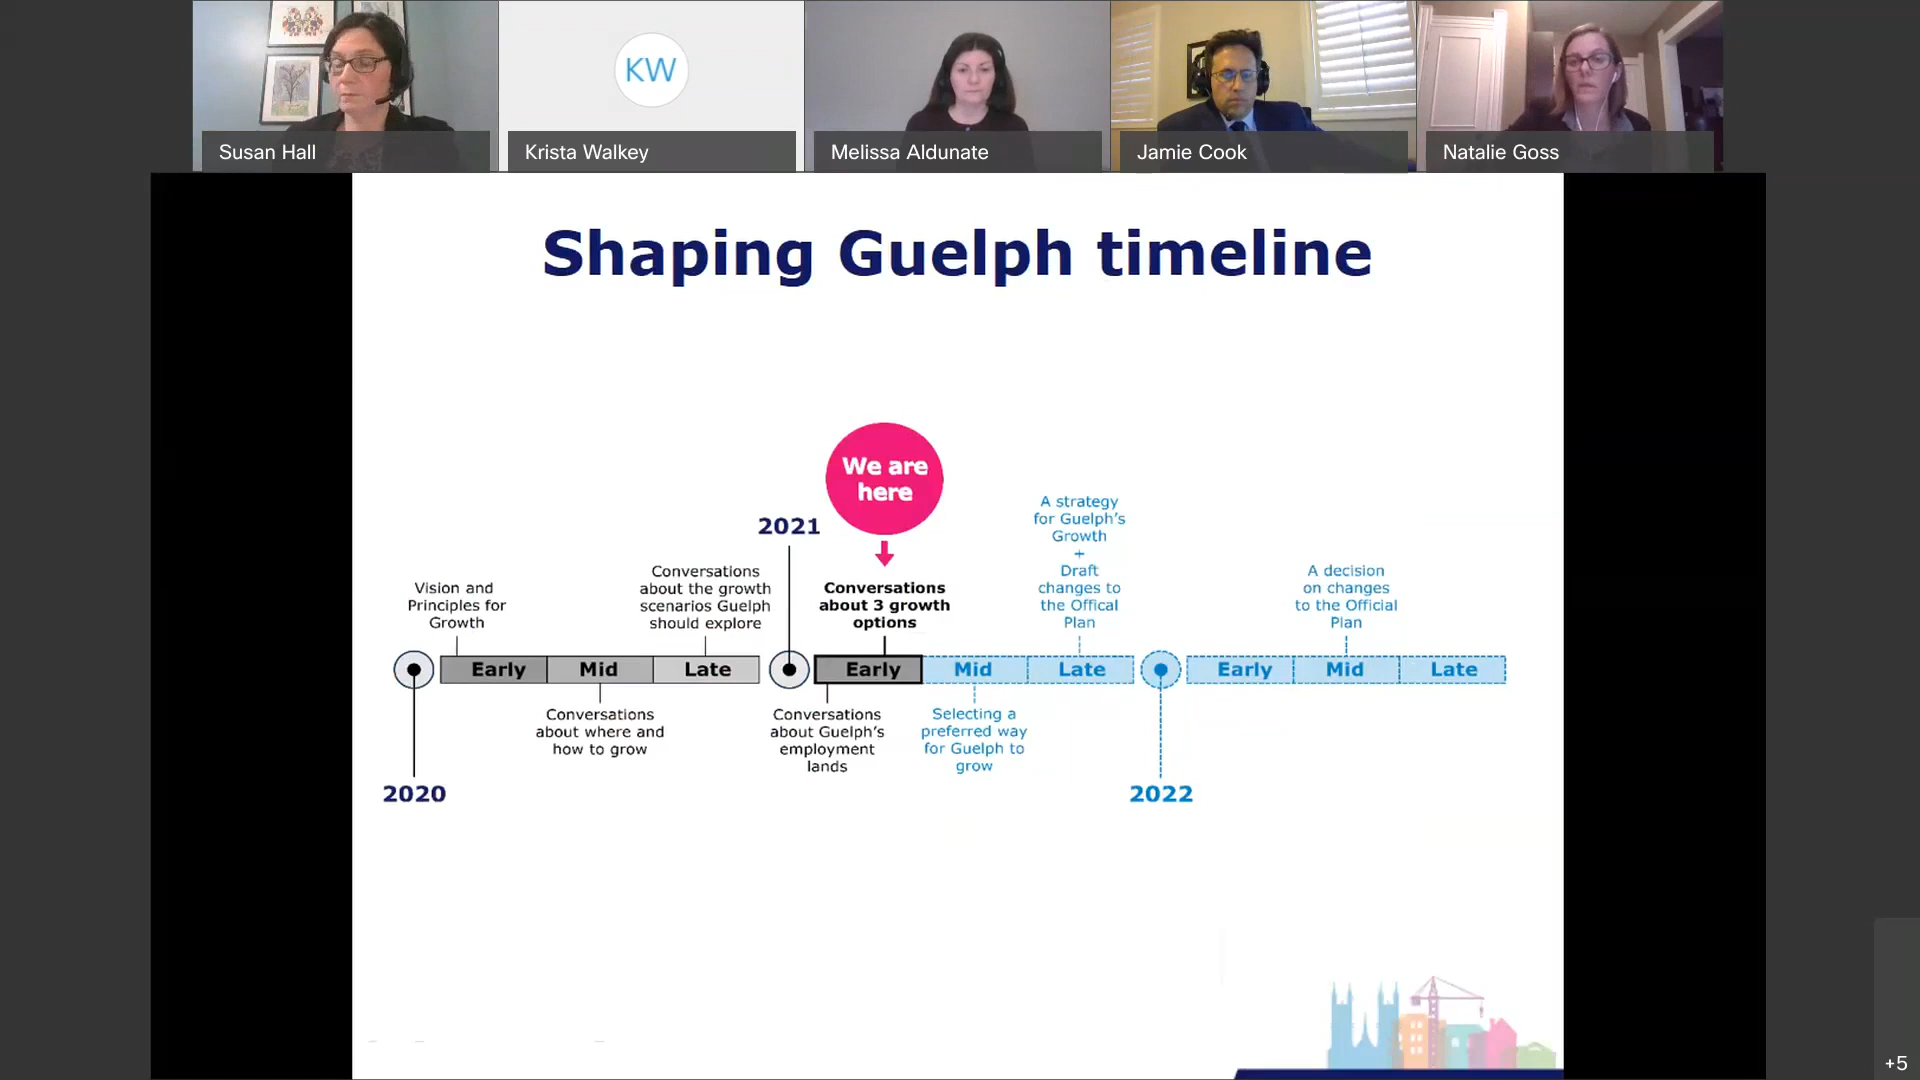 KW
Susan Hall
Krista Walkey
Melissa Aldunate
Jamie Cook
Natalie Goss
Shaping Guelph timeline
We are
here
2021
A strategy
for Guelph's
Growth
+
Draft
changes to
the Offical
Plan
Vision and
Principles for
Growth
Conversations
about the growth
scenarios Guelph
should explore
Conversations
about 3 growth
options
A decision
on changes
to the Official
Plan
Early Mid Late Early Mid Late Early Mid Late
Conversations
about where and
how to grow
Conversations
about Guelph's
employment
lands
Selecting a
preferred way
for Guelph to
grow
2020
2022
+5